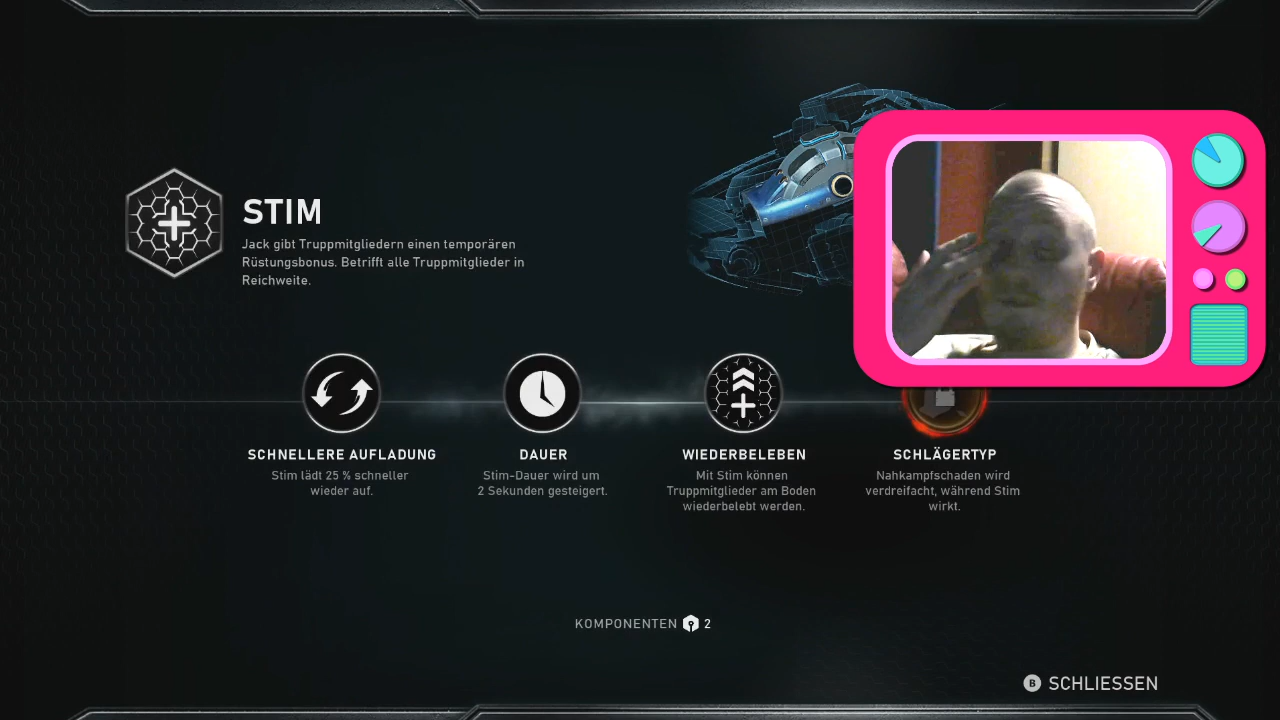 STIM
Jack gibt Truppmitgliedern einen temporären
Rüstungsbonus. Betrifft alle Truppmitglieder in
Reichweite.
SCHNELLERE AUFLADUNG
Stim lädt 25 % schneller
wieder auf.
DAUER
Stim-Dauer wird um
2 Sekunden gesteigert.
WIEDERBELEBEN
Mit Stim können
Truppmitglieder am Boden
wiederbelebt werden.
SCHLÄGERTYP
Nahkampfschaden wird
verdreifacht, während Stim
wirkt.
KOMPONENTEN 2
B SCHLIESSEN